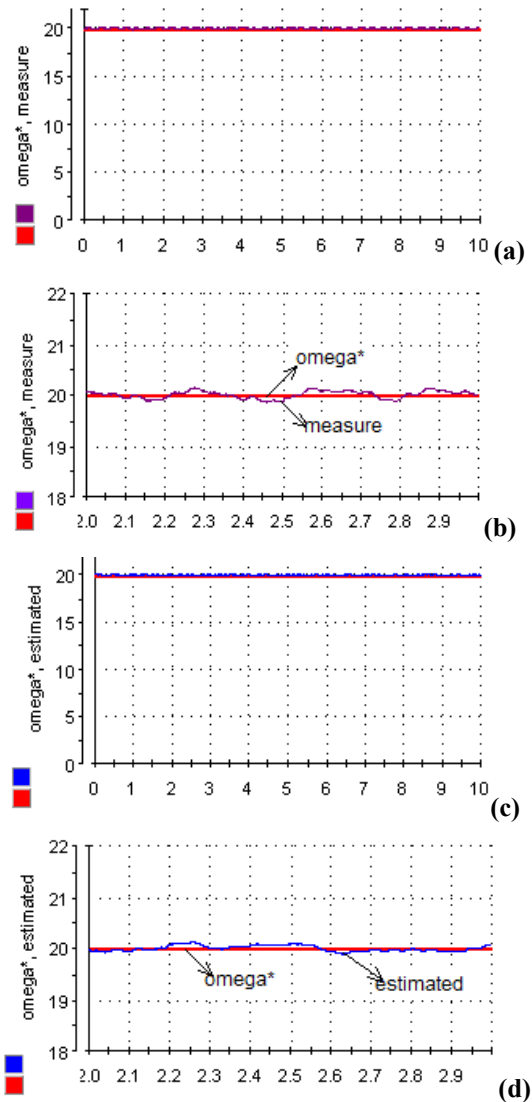 omega*, measure
20
15
10
5
0
0 1 2 3 4 5 6 7 8 9 10
(a)
omega*, measure
22
21
20
19
18
omega*
measure
2.0 2.1 2.2 2.3 2.4 2.5 2.6 2.7 2.8 2.9
(b)
omega*, estimated
20
15
10
5
0
0 1 2 3 4 5 6 7 8 9 10
(c)
omega*, estimated
22
21
20
19
18
omega*
estimated
2.0 2.1 2.2 2.3 2.4 2.5 2.6 2.7 2.8 2.9
(d)